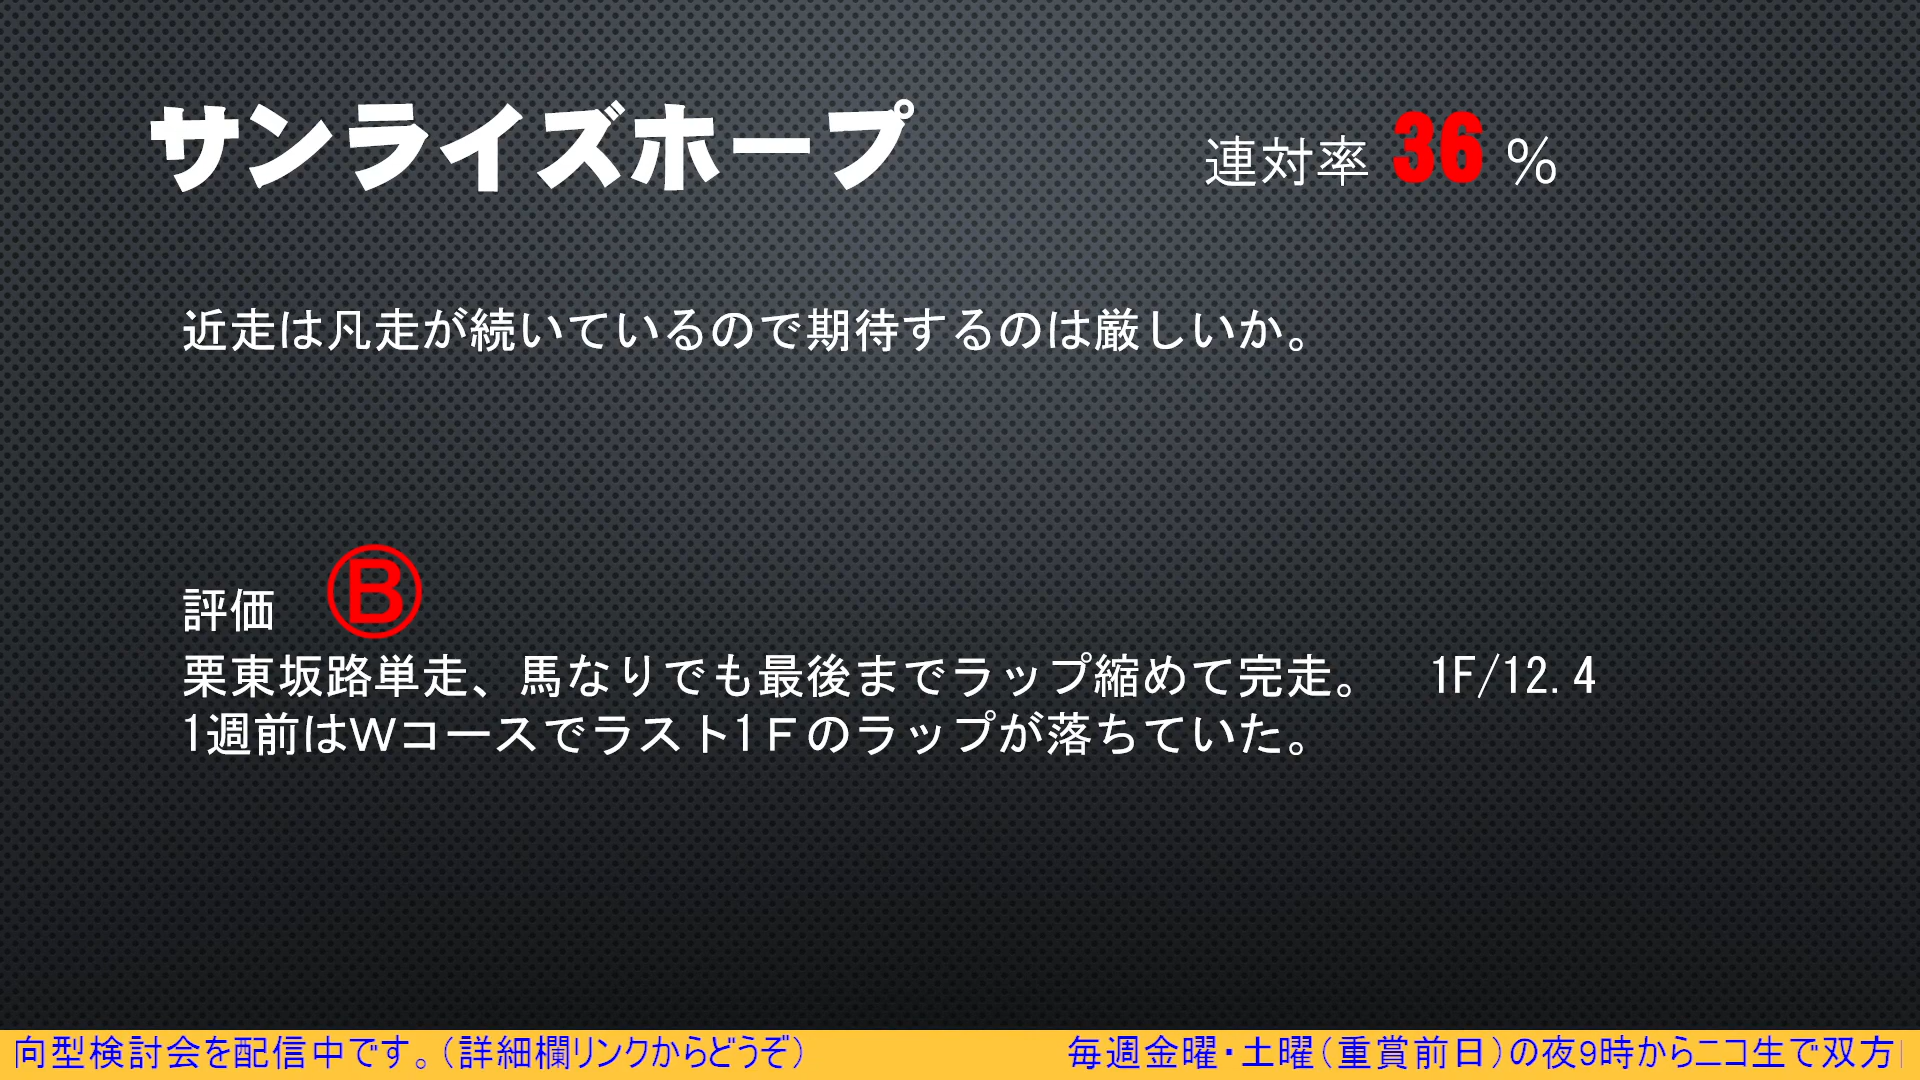 サンライズホープ
連対率 36 %
近走は凡走が続いているので期待するのは厳しいか。
評価 Ⓑ
栗東坂路単走、馬なりでも最後までラップ縮めて完走。 1F/12.4
1週前はＷコースでラスト1Ｆのラップが落ちていた。
向型検討会を配信中です。（詳細欄リンクからどうぞ） 毎週金曜・土曜（重賞前日）の夜9時からニコ生で双方